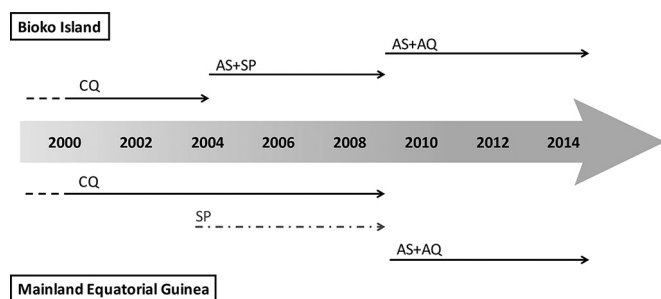 Bioko Island
AS+AQ
AS+SP
CQ
2000 2002 2004 2006 2008 2010 2012 2014
CQ
SP
AS+AQ
Mainland Equatorial Guinea